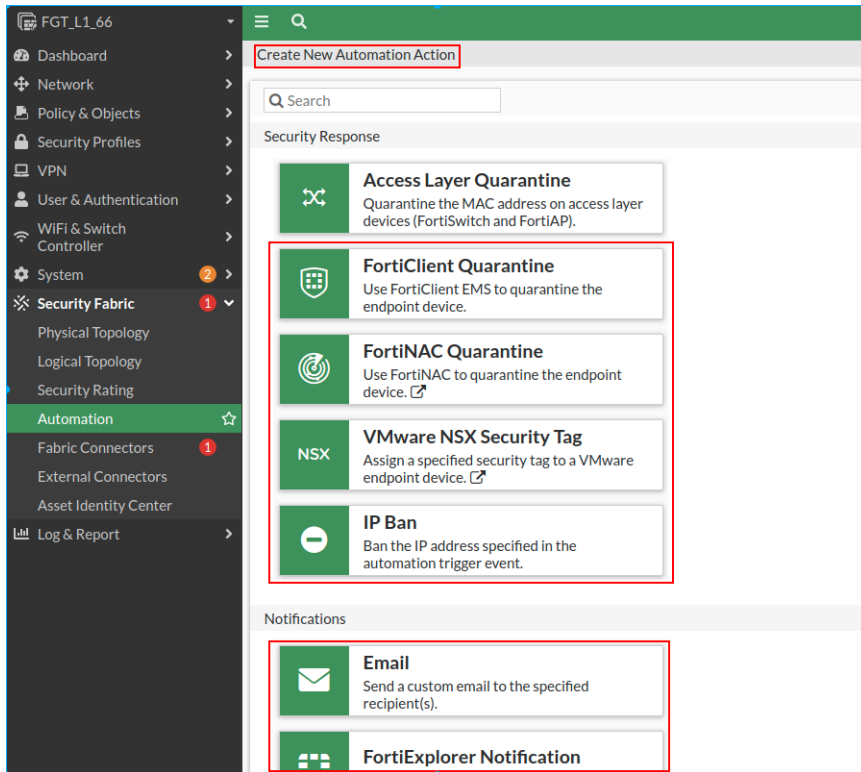 FGT_L1_66
Dashboard
Network
Policy & Objects
Security Profiles
VPN
User & Authentication
WiFi & Switch
Controller
System
2
Security Fabric
1
Physical Topology
Logical Topology
Security Rating
Automation
Fabric Connectors
1
External Connectors
Asset Identity Center
Log & Report
Create New Automation Action
Search
Security Response
Access Layer Quarantine
Quarantine the MAC address on access layer
devices (FortiSwitch and FortiAP).
FortiClient Quarantine
Use FortiClient EMS to quarantine the
endpoint device.
FortiNAC Quarantine
Use FortiNAC to quarantine the endpoint
device.
NSX
VMware NSX Security Tag
Assign a specified security tag to a VMware
endpoint device.
IP Ban
Ban the IP address specified in the
automation trigger event.
Notifications
Email
Send a custom email to the specified
recipient(s).
FortiExplorer Notification